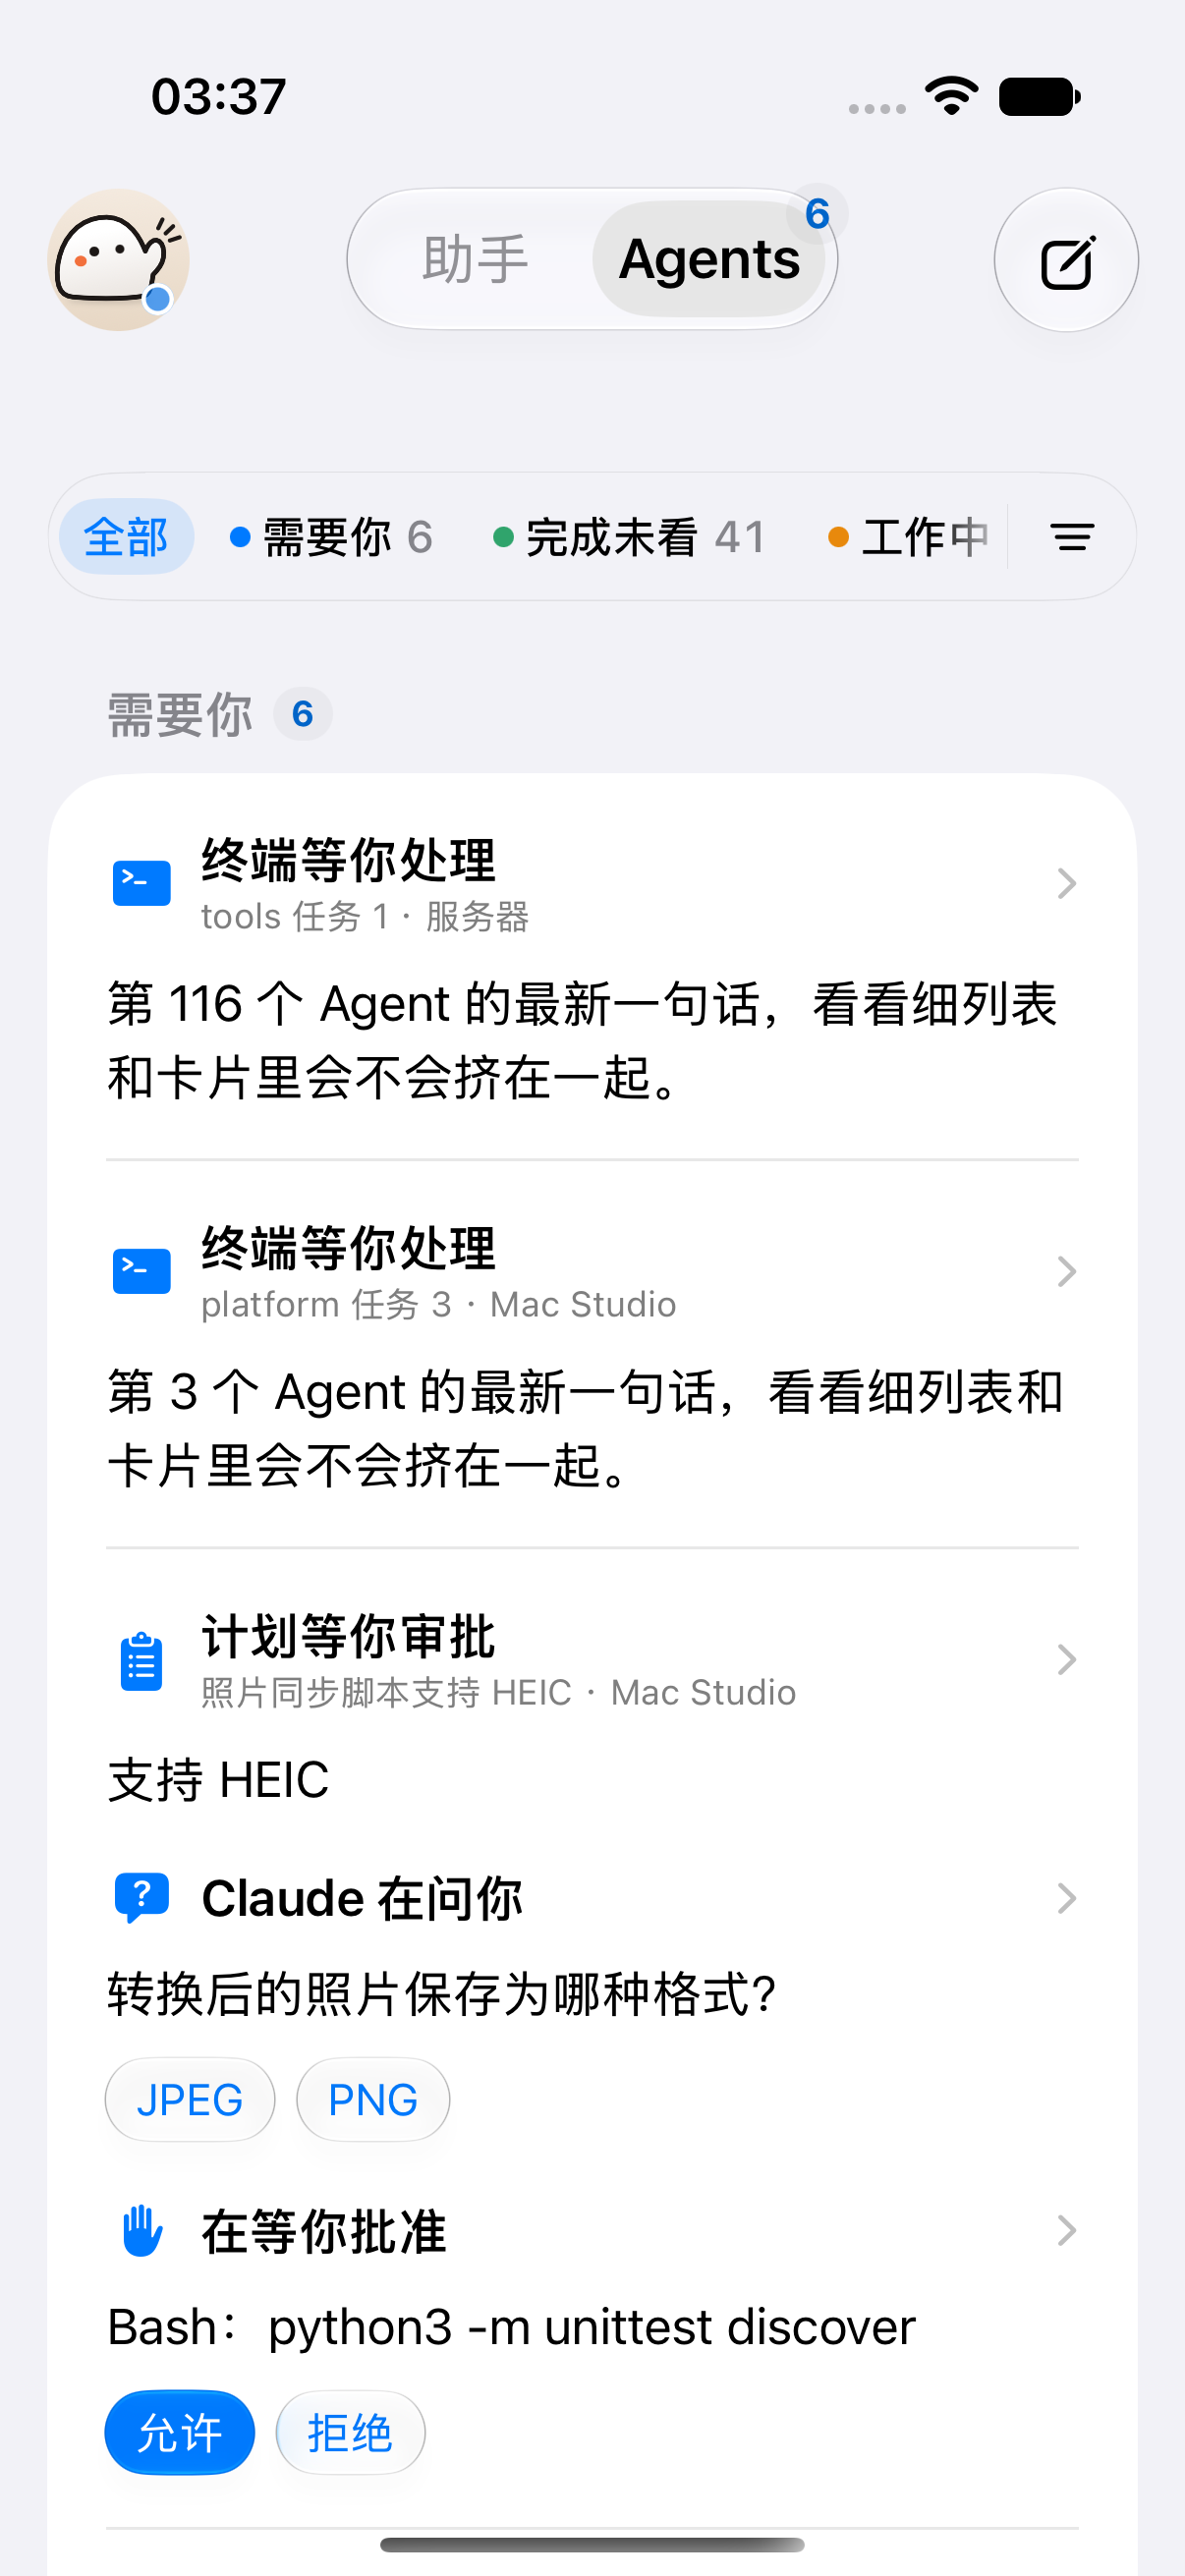 03:37
助手
Agents
6
全部
需要你 6
完成未看 41
工作中
需要你 6
终端等你处理
tools 任务 1 · 服务器
第 116 个 Agent 的最新一句话，看看细列表
和卡片里会不会挤在一起。
终端等你处理
platform 任务 3 · Mac Studio
第 3 个 Agent 的最新一句话，看看细列表和
卡片里会不会挤在一起。
计划等你审批
照片同步脚本支持 HEIC · Mac Studio
支持 HEIC
Claude 在问你
转换后的照片保存为哪种格式?
JPEG
PNG
在等你批准
Bash：python3 -m unittest discover
允许
拒绝